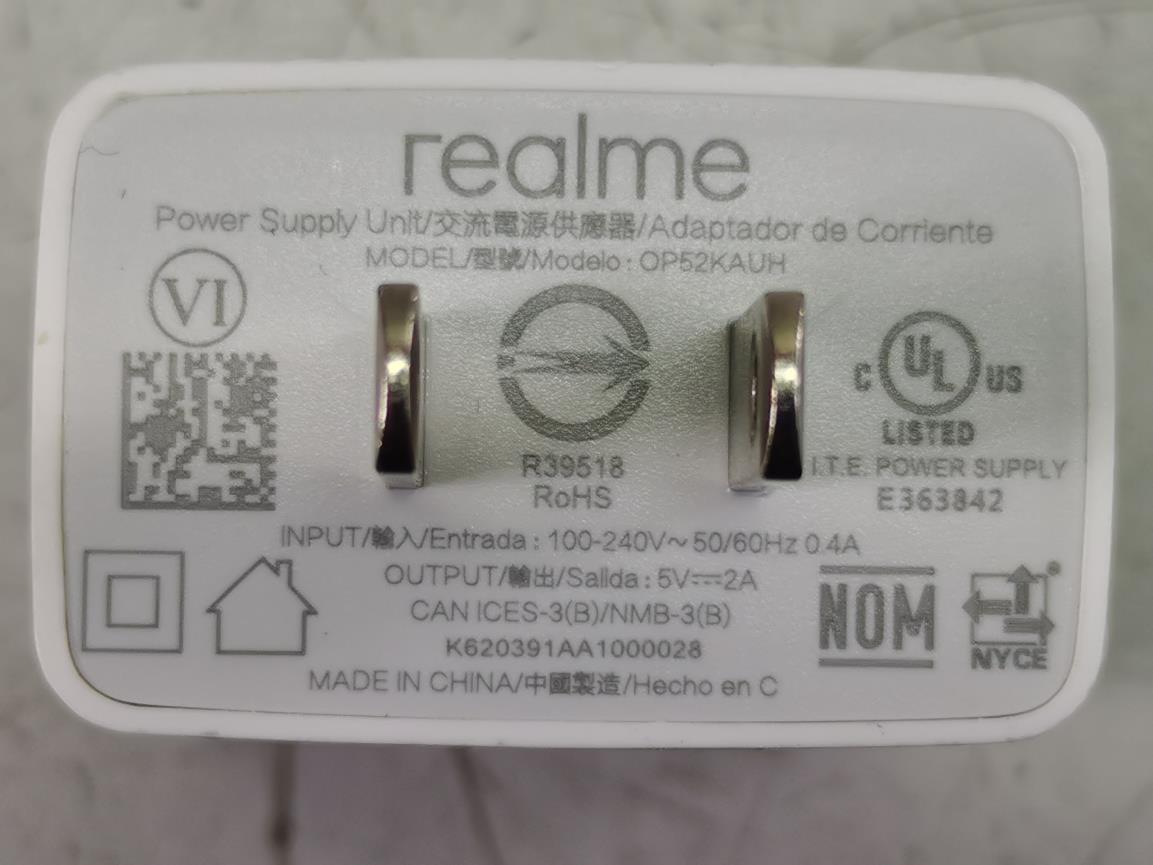 realme
Power Supply Unit/交流電源供應器/Adaptador de Corriente
MODEL/型號/Modelo : OP52KAUH
VI
C UL US
LISTED
R39518
RoHS
I.T.E. POWER SUPPLY
E363842
INPUT/輸入/Entrada : 100-240V~50/60Hz 0.4A
OUTPUT/輸出/Salida : 5V⎓2A
CAN ICES-3(B)/NMB-3(B)
K620391AA1000028
NOM
NYCE
MADE IN CHINA/中國製造/Hecho en C